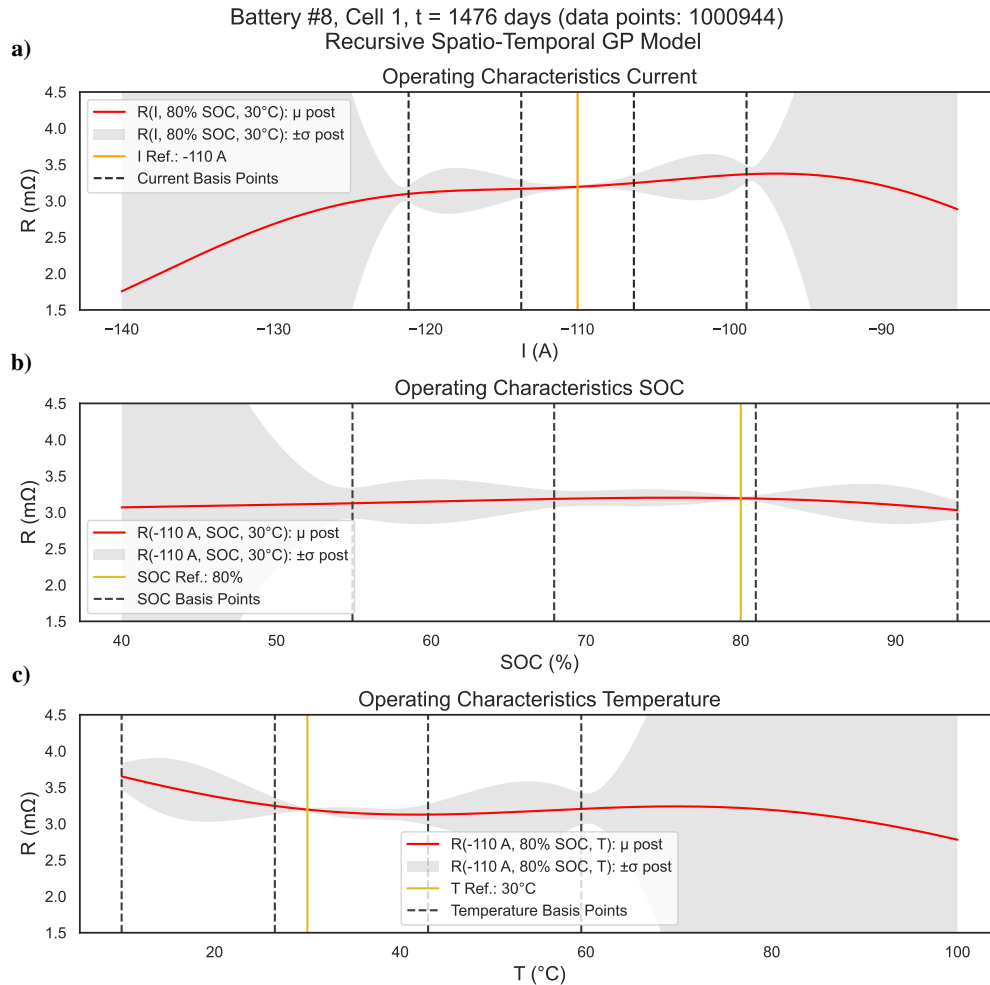 Battery #8, Cell 1, t = 1476 days (data points: 1000944)
Recursive Spatio-Temporal GP Model
a)
Operating Characteristics Current
R (mΩ)
4.5
4.0
3.5
3.0
2.5
2.0
1.5
R(I, 80% SOC, 30°C): μ post
R(I, 80% SOC, 30°C): ±σ post
I Ref.: -110 A
Current Basis Points
−140 −130 −120 −110 −100 −90
I (A)
b)
Operating Characteristics SOC
R (mΩ)
4.5
4.0
3.5
3.0
2.5
2.0
1.5
R(-110 A, SOC, 30°C): μ post
R(-110 A, SOC, 30°C): ±σ post
SOC Ref.: 80%
SOC Basis Points
40 50 60 70 80 90
SOC (%)
c)
Operating Characteristics Temperature
R (mΩ)
4.5
4.0
3.5
3.0
2.5
2.0
1.5
R(-110 A, 80% SOC, T): μ post
R(-110 A, 80% SOC, T): ±σ post
T Ref.: 30°C
Temperature Basis Points
20 40 60 80 100
T (°C)